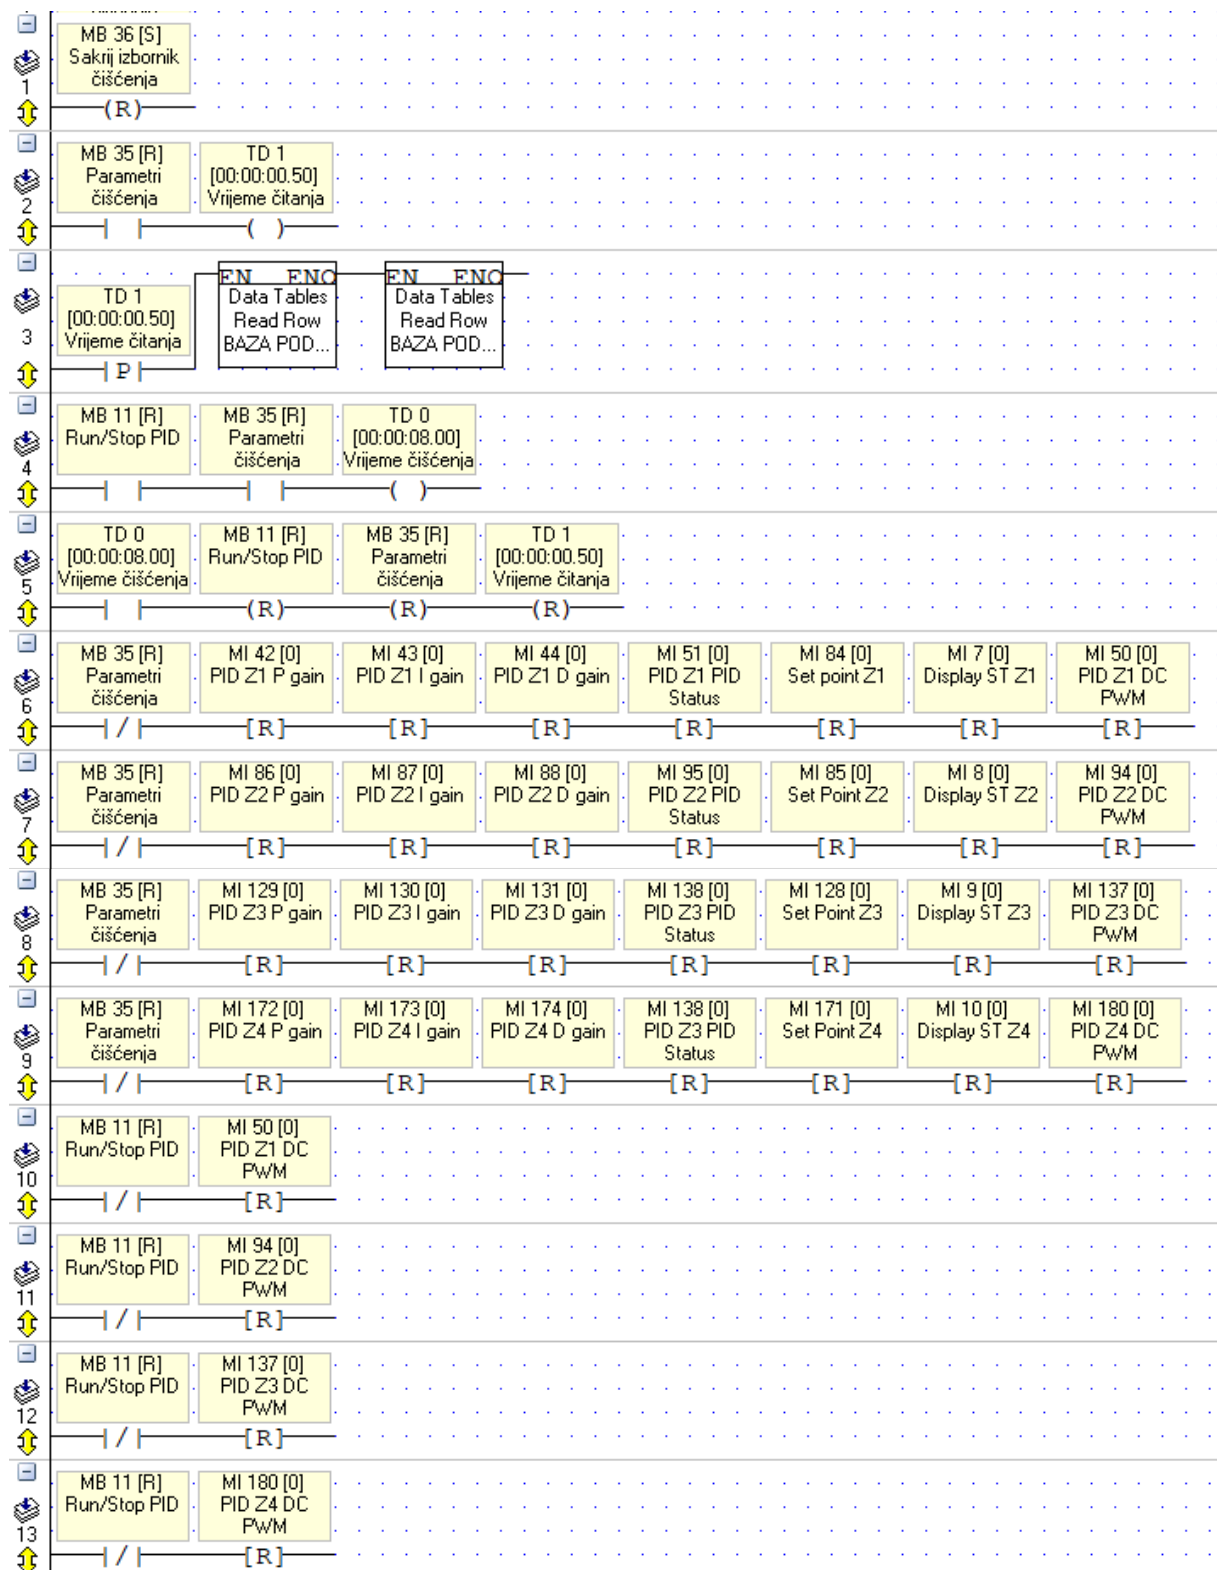 MB 36 [S]
Sakrij izbornik
čišćenja
1
(R)
MB 35 [R] TD 1
Parametri [00:00:00.50]
čišćenja Vrijeme čitanja
2
( )
EN ENO EN ENO
TD 1 Data Tables Data Tables
[00:00:00.50] Read Row Read Row
Vrijeme čitanja BAZA POD... BAZA POD...
3
P
MB 11 [R] MB 35 [R] TD 0
Run/Stop PID Parametri [00:00:08.00]
čišćenja Vrijeme čišćenja
4
( )
TD 0 MB 11 [R] MB 35 [R] TD 1
[00:00:08.00] Run/Stop PID Parametri [00:00:00.50]
Vrijeme čišćenja čišćenja Vrijeme čitanja
5
(R) (R) (R)
MB 35 [R] MI 42 [0] MI 43 [0] MI 44 [0] MI 51 [0] MI 84 [0] MI 7 [0] MI 50 [0]
Parametri PID Z1 P gain PID Z1 I gain PID Z1 D gain PID Z1 PID Set point Z1 Display ST Z1 PID Z1 DC
čišćenja Status PWM
6
/ [R] [R] [R] [R] [R] [R] [R]
MB 35 [R] MI 86 [0] MI 87 [0] MI 88 [0] MI 95 [0] MI 85 [0] MI 8 [0] MI 94 [0]
Parametri PID Z2 P gain PID Z2 I gain PID Z2 D gain PID Z2 PID Set Point Z2 Display ST Z2 PID Z2 DC
čišćenja Status PWM
7
/ [R] [R] [R] [R] [R] [R] [R]
MB 35 [R] MI 129 [0] MI 130 [0] MI 131 [0] MI 138 [0] MI 128 [0] MI 9 [0] MI 137 [0]
Parametri PID Z3 P gain PID Z3 I gain PID Z3 D gain PID Z3 PID Set Point Z3 Display ST Z3 PID Z3 DC
čišćenja Status PWM
8
/ [R] [R] [R] [R] [R] [R] [R]
MB 35 [R] MI 172 [0] MI 173 [0] MI 174 [0] MI 138 [0] MI 171 [0] MI 10 [0] MI 180 [0]
Parametri PID Z4 P gain PID Z4 I gain PID Z4 D gain PID Z3 PID Set Point Z4 Display ST Z4 PID Z4 DC
čišćenja Status PWM
9
/ [R] [R] [R] [R] [R] [R] [R]
MB 11 [R] MI 50 [0]
Run/Stop PID PID Z1 DC
PWM
10
/ [R]
MB 11 [R] MI 94 [0]
Run/Stop PID PID Z2 DC
PWM
11
/ [R]
MB 11 [R] MI 137 [0]
Run/Stop PID PID Z3 DC
PWM
12
/ [R]
MB 11 [R] MI 180 [0]
Run/Stop PID PID Z4 DC
PWM
13
/ [R]